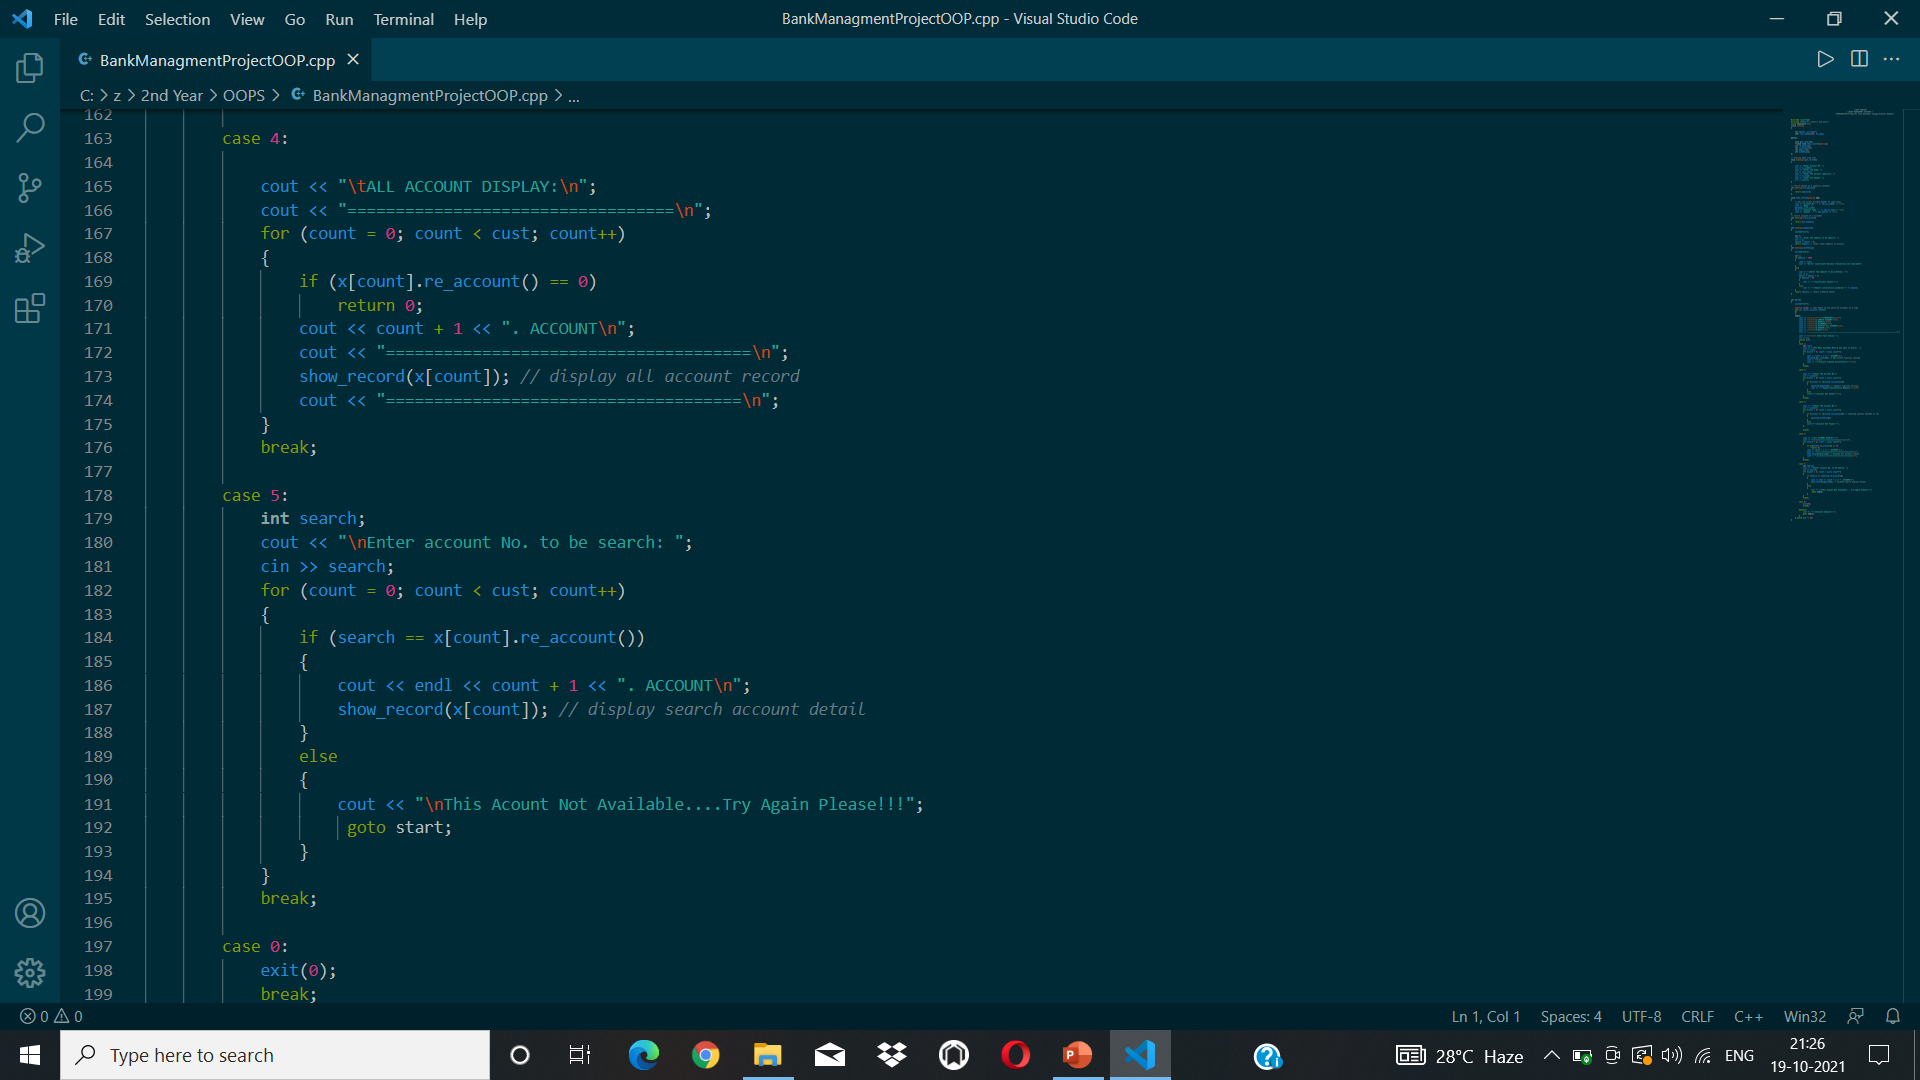 File Edit Selection View Go Run Terminal Help
BankManagmentProjectOOP.cpp - Visual Studio Code
BankManagmentProjectOOP.cpp
C: > z > 2nd Year > OOPS > BankManagmentProjectOOP.cpp > ...
162
163 case 4:
164
165 cout << "\tALL ACCOUNT DISPLAY:\n";
166 cout << "==================================\n";
167 for (count = 0; count < cust; count++)
168 {
169 if (x[count].re_account() == 0)
170 return 0;
171 cout << count + 1 << ". ACCOUNT\n";
172 cout << "======================================\n";
173 show_record(x[count]); // display all account record
174 cout << "=====================================\n";
175 }
176 break;
177
178 case 5:
179 int search;
180 cout << "\nEnter account No. to be search: ";
181 cin >> search;
182 for (count = 0; count < cust; count++)
183 {
184 if (search == x[count].re_account())
185 {
186 cout << endl << count + 1 << ". ACCOUNT\n";
187 show_record(x[count]); // display search account detail
188 }
189 else
190 {
191 cout << "\nThis Acount Not Available....Try Again Please!!!";
192 goto start;
193 }
194 }
195 break;
196
197 case 0:
198 exit(0);
199 break;
0 0
Ln 1, Col 1 Spaces: 4 UTF-8 CRLF C++ Win32
Type here to search
28°C Haze
ENG
21:26
19-10-2021